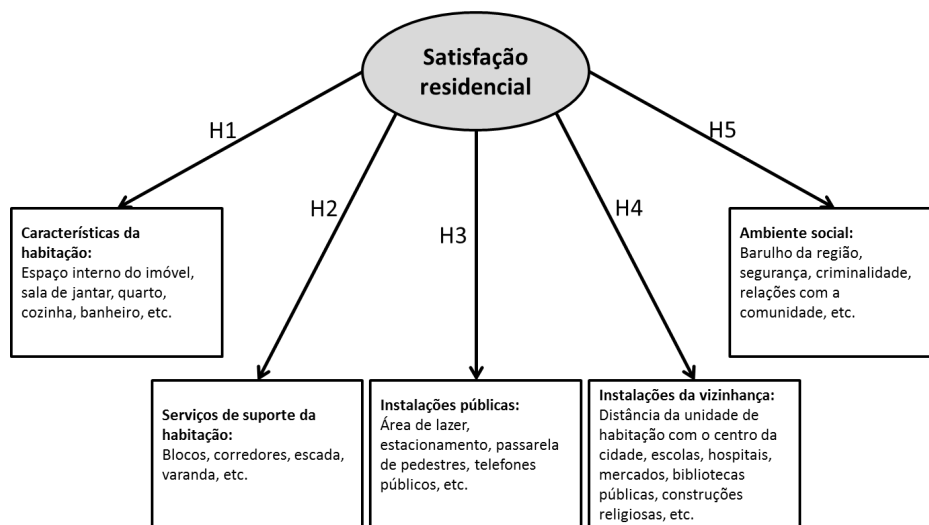 Satisfação
residencial
H1
H2
H3
H4
H5
Características da
habitação:
Espaço interno do imóvel,
sala de jantar, quarto,
cozinha, banheiro, etc.
Serviços de suporte da
habitação:
Blocos, corredores, escada,
varanda, etc.
Instalações públicas:
Área de lazer,
estacionamento, passarela
de pedestres, telefones
públicos, etc.
Instalações da vizinhança:
Distância da unidade de
habitação com o centro da
cidade, escolas, hospitais,
mercados, bibliotecas
públicas, construções
religiosas, etc.
Ambiente social:
Barulho da região,
segurança, criminalidade,
relações com a
comunidade, etc.